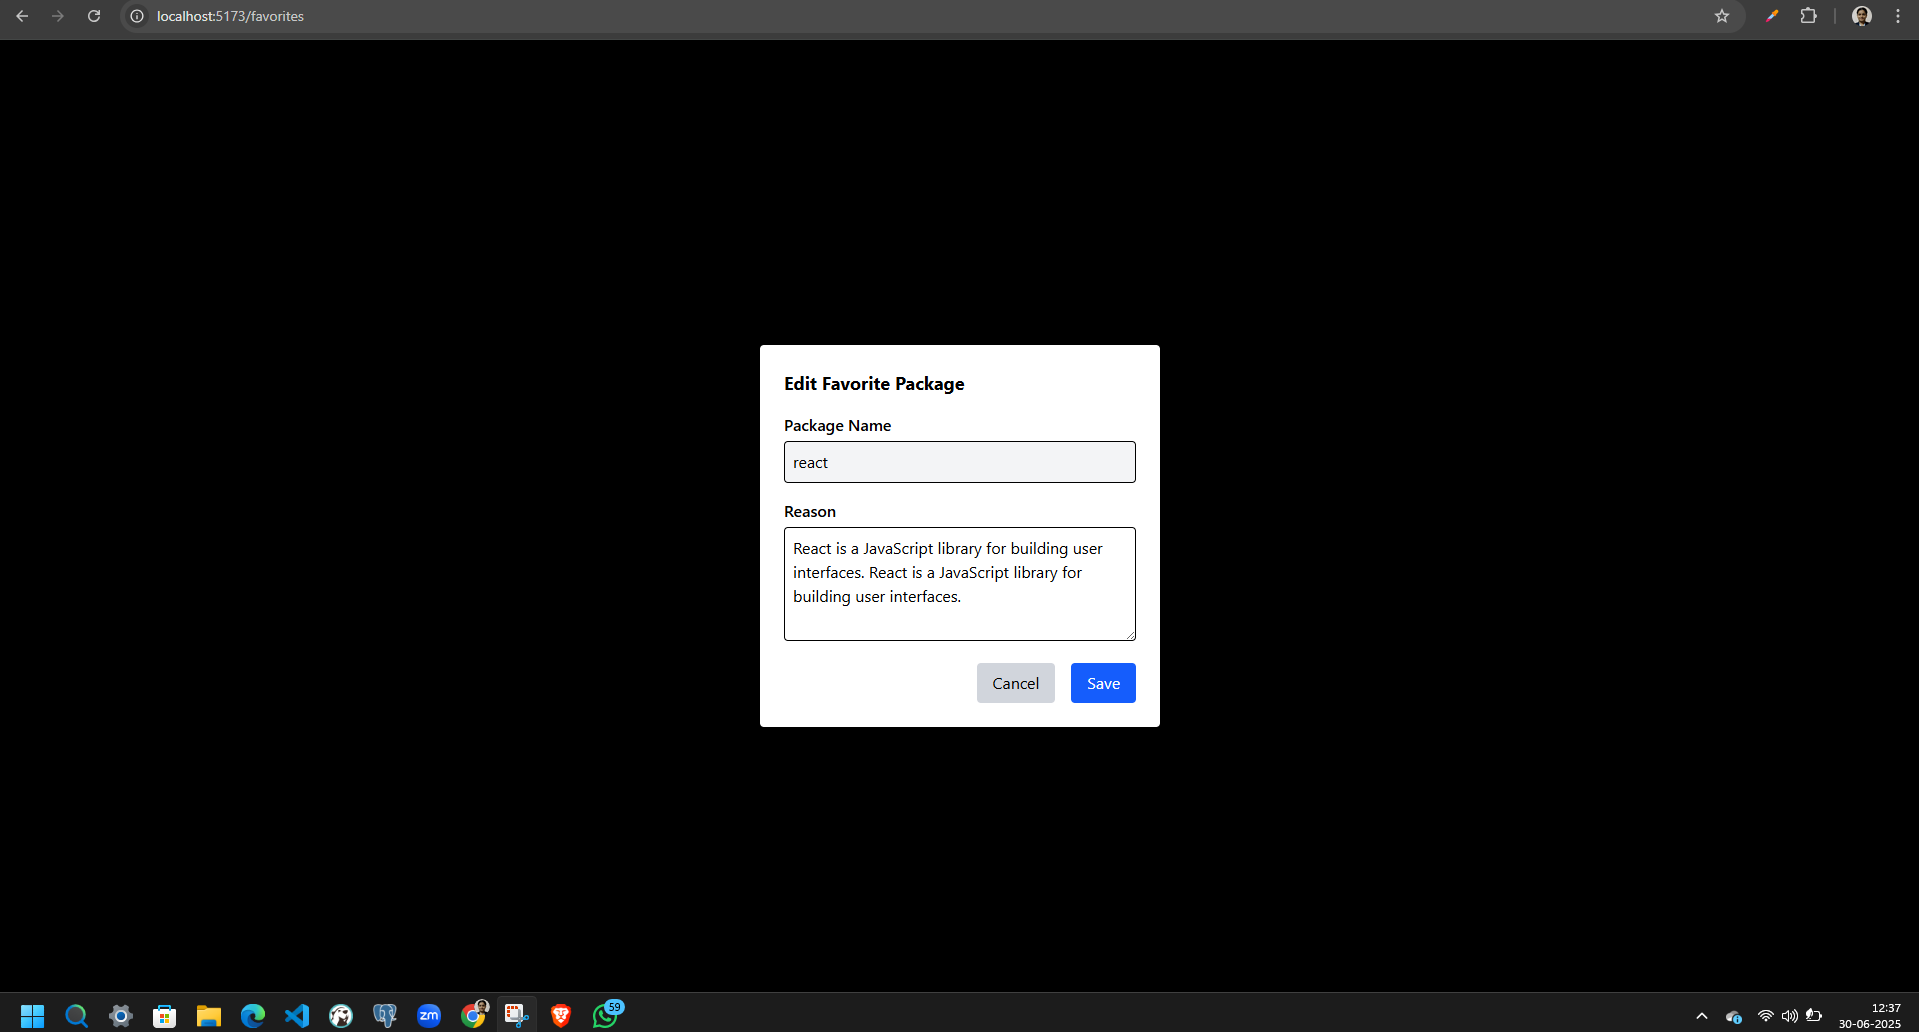 localhost:5173/favorites
Edit Favorite Package
Package Name
react
Reason
React is a JavaScript library for building user
interfaces. React is a JavaScript library for
building user interfaces.
Cancel
Save
zm
59
12:37
30-06-2025